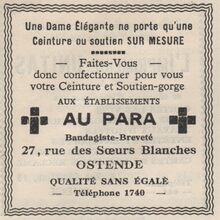 Une Dame Élégante ne porte qu'une
Ceinture ou soutien SUR MESURE
Faites-Vous
donc confectionner pour vous
votre Ceinture et Soutien-gorge
AUX ÉTABLISSEMENTS
AU PARA
Bandagiste-Breveté
27, rue des Sœurs Blanches
OSTENDE
QUALITÉ SANS ÉGALE
— Téléphone 1740 —